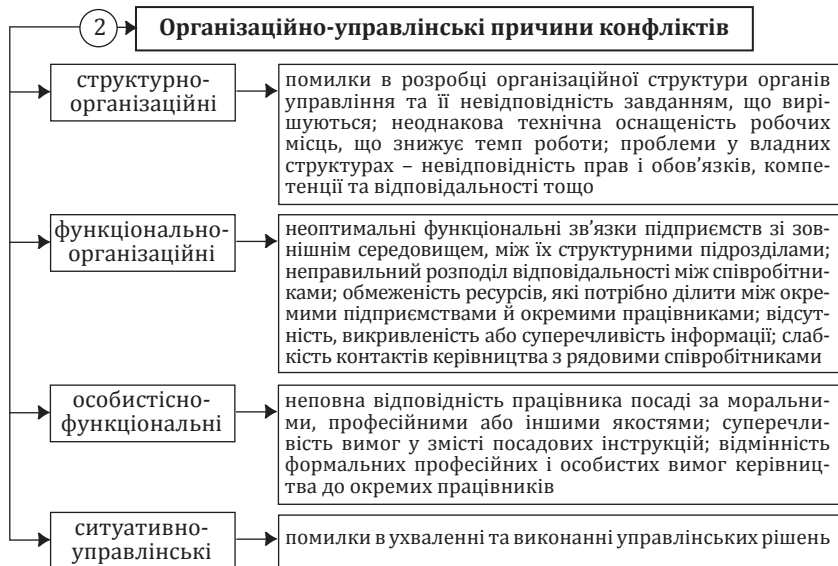 2
Організаційно-управлінські причини конфліктів
структурно-
організаційні
помилки в розробці організаційної структури органів
управління та її невідповідність завданням, що вирі-
шуються; неоднакова технічна оснащеність робочих
місць, що знижує темп роботи; проблеми у владних
структурах – невідповідність прав і обов’язків, компе-
тенції та відповідальності тощо
функціонально-
організаційні
неоптимальні функціональні зв’язки підприємств зі зов-
нішнім середовищем, між їх структурними підрозділами;
неправильний розподіл відповідальності між співробітни-
ками; обмеженість ресурсів, які потрібно ділити між окре-
мими підприємствами й окремими працівниками; відсут-
ність, викривленість або суперечливість інформації; слаб-
кість контактів керівництва з рядовими співробітниками
особистісно-
функціональні
неповна відповідність працівника посаді за моральни-
ми, професійними або іншими якостями; суперечли-
вість вимог у змісті посадових інструкцій; відмінність
формальних професійних і особистих вимог керівниц-
тва до окремих працівників
ситуативно-
управлінські
помилки в ухваленні та виконанні управлінських рішень